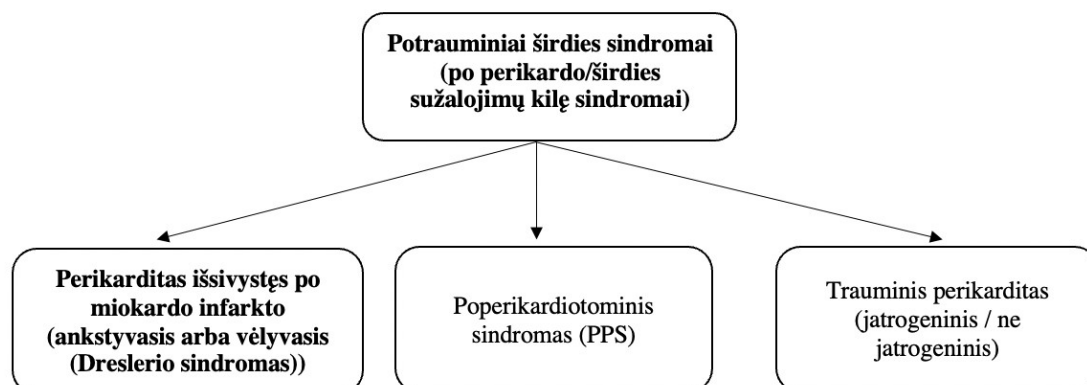 Potrauminiai širdies sindromai
(po perikardo/širdies
sužalojimų kilę sindromai)
Perikarditas išsivystęs po
miokardo infarkto
(ankstyvasis arba vėlyvasis
(Dreslerio sindromas))
Poperikardiotominis
sindromas (PPS)
Trauminis perikarditas
(jatrogeninis / ne
jatrogeninis)